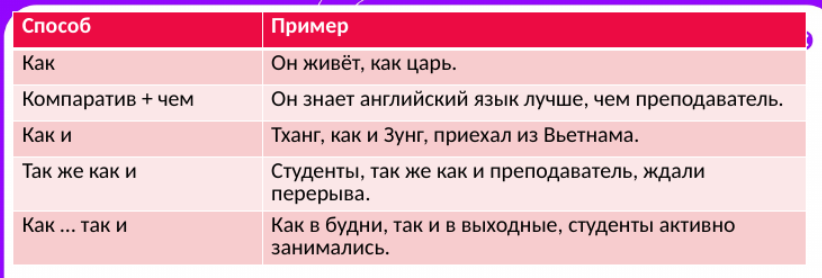 Способ Пример
Как Он живёт, как царь.
Компаратив + чем Он знает английский язык лучше, чем преподаватель.
Как и Тханг, как и Зунг, приехал из Вьетнама.
Так же как и Студенты, так же как и преподаватель, ждали
перерыва.
Как … так и Как в будни, так и в выходные, студенты активно
занимались.